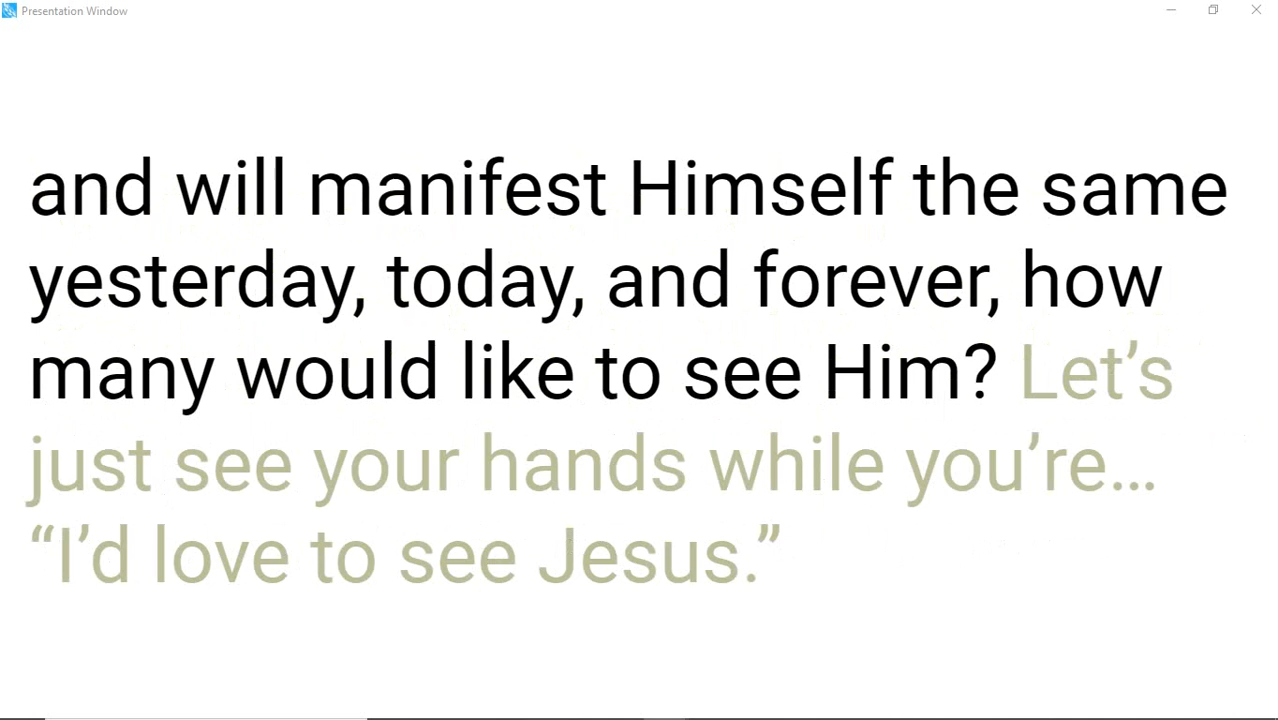 Presentation Window
and will manifest Himself the same
yesterday, today, and forever, how
many would like to see Him? Let’s
just see your hands while you’re…
“I’d love to see Jesus.”